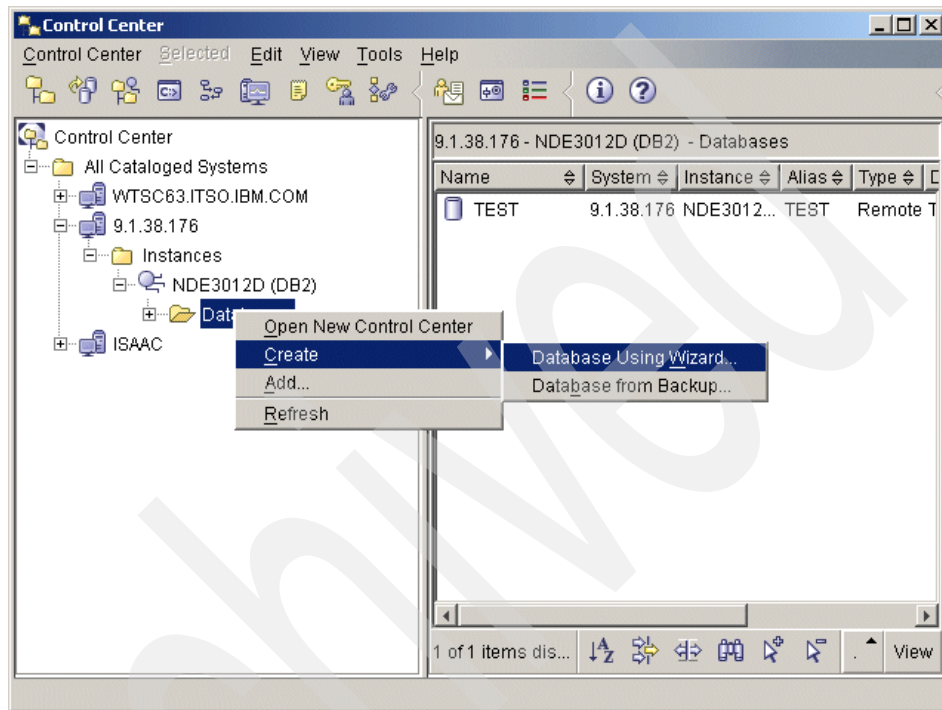 Control Center
Control Center Selected Edit View Tools Help
Control Center
All Cataloged Systems
WTSC63.ITSO.IBM.COM
9.1.38.176
Instances
NDE3012D (DB2)
Dat
ISAAC
Open New Control Center
Create
Add...
Refresh
Database Using Wizard...
Database from Backup...
9.1.38.176 - NDE3012D (DB2) - Databases
Name System Instance Alias Type
TEST 9.1.38.176 NDE3012... TEST Remote T
1 of 1 items dis... View
hived